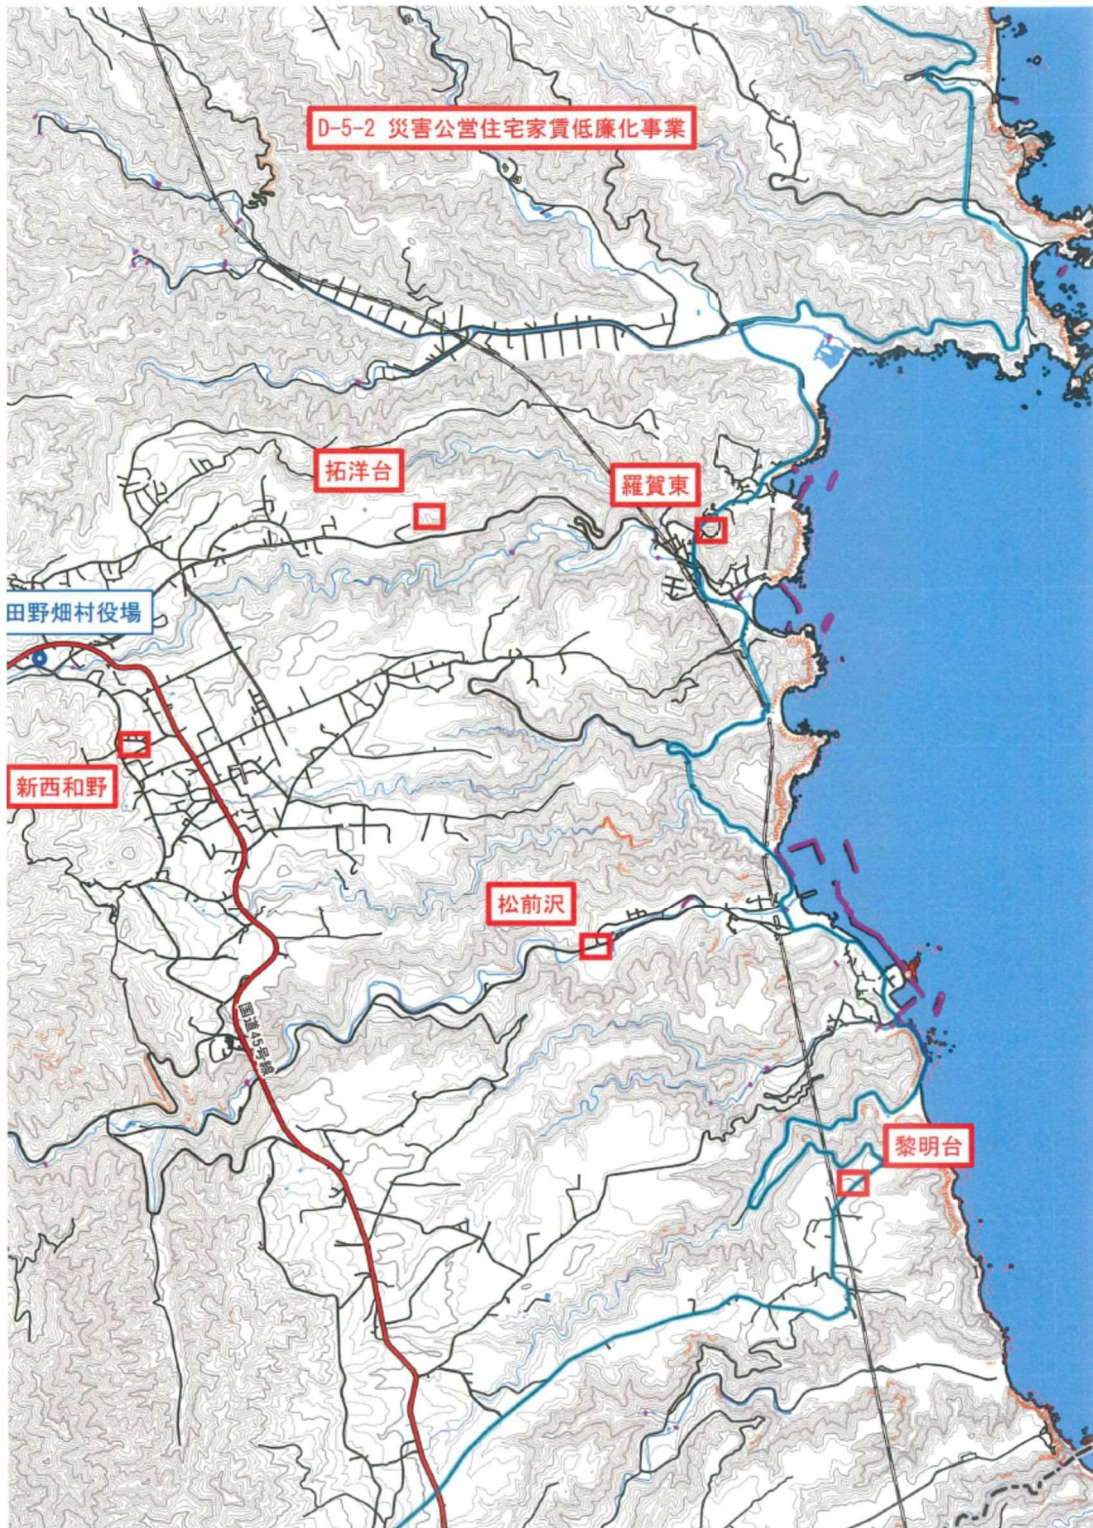 D-5-2 災害公営住宅家賃低廉化事業
拓洋台
羅賀東
田野畑村役場
新西和野
松前沢
国道45号線
黎明台